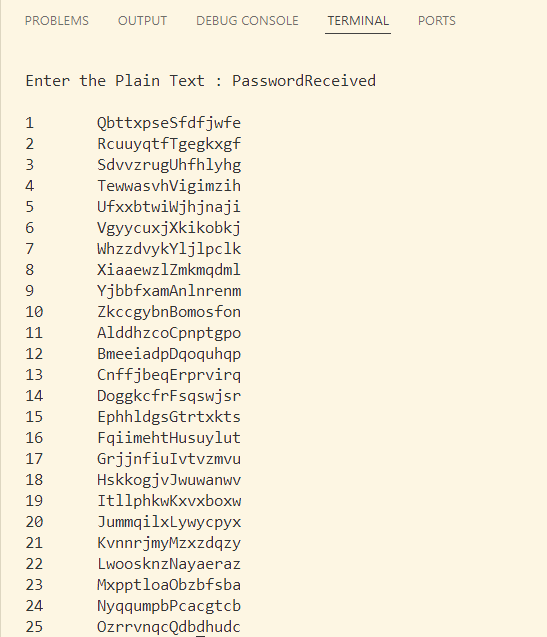 PROBLEMS OUTPUT DEBUG CONSOLE TERMINAL PORTS
Enter the Plain Text : PasswordReceived
1 QbttxpseSfdfjwfe
2 RcuuyqtfTgegkxgf
3 SdvvzrugUhfhlyhg
4 TewwasvhVigimzih
5 UfxxbtwiWjhjnaji
6 VgyycuxjXkikobkj
7 WhzzdvykYljlpclk
8 XiaaewzlZmkmqdml
9 YjbbfxamAnlnrenm
10 ZkccgybnBomosfon
11 AlddhzcoCpnptgpo
12 BmeeiadpDqoquhqp
13 CnffjbeqErprvirq
14 DoggkcfrFsqswjsr
15 EphhldgsGtrtxkts
16 FqiimehtHusuylut
17 GrjjnfiuIvtvzmvu
18 HskkogjvJwuwanwv
19 ItllphkwKxvxboxw
20 JummqilxLywycpyx
21 KvnnrjmyMzxzdqzy
22 LwoosknzNayaeraz
23 MxpptloaObzbfsba
24 NyqqumpbPcacgtcb
25 OzrrvnqcQdbdhudc